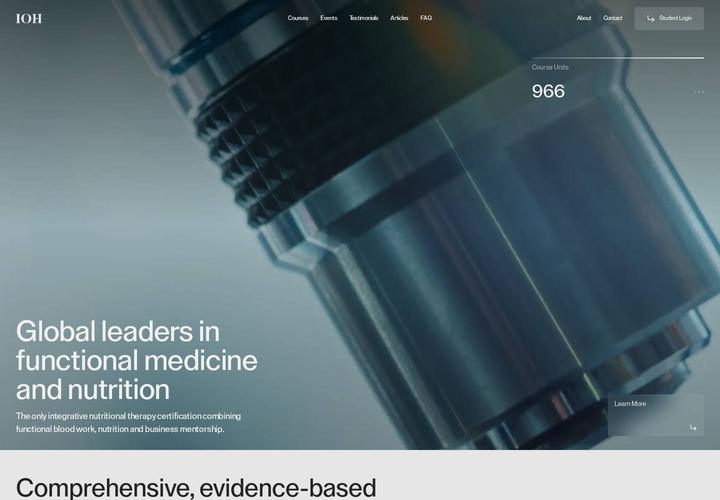 IOH
Courses Events Testimonials Articles FAQ
About Contact Student Login
Course Units
966
Global leaders in
functional medicine
and nutrition
The only integrative nutritional therapy certification combining
functional blood work, nutrition and business mentorship.
Learn More
Comprehensive, evidence-based